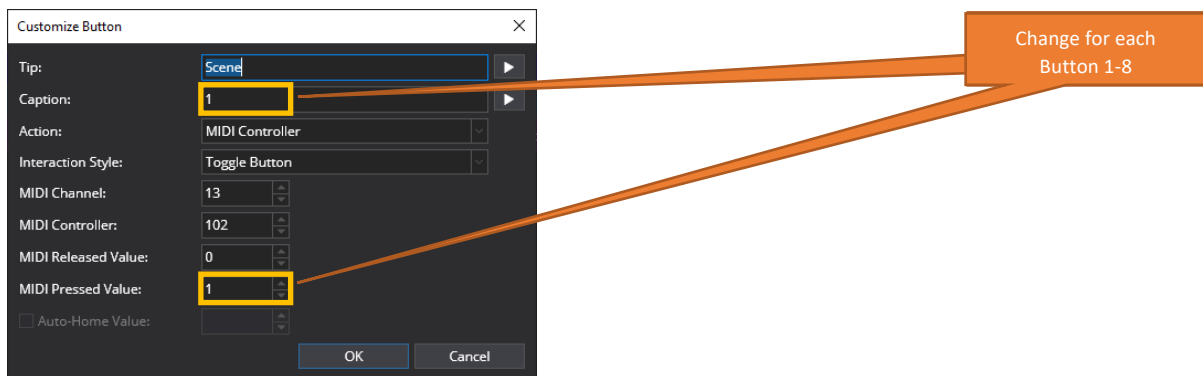 Customize Button
Tip: Scene
Caption: 1
Action: MIDI Controller
Interaction Style: Toggle Button
MIDI Channel: 13
MIDI Controller: 102
MIDI Released Value: 0
MIDI Pressed Value: 1
Auto-Home Value:
OK Cancel
Change for each
Button 1-8